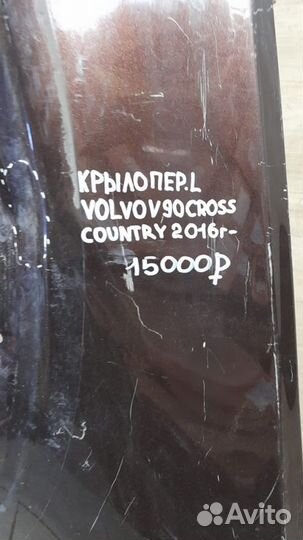 КРЫЛО ПЕР. L
VOLVO V90 CROSS
COUNTRY 2016г-
15000₽
Avito